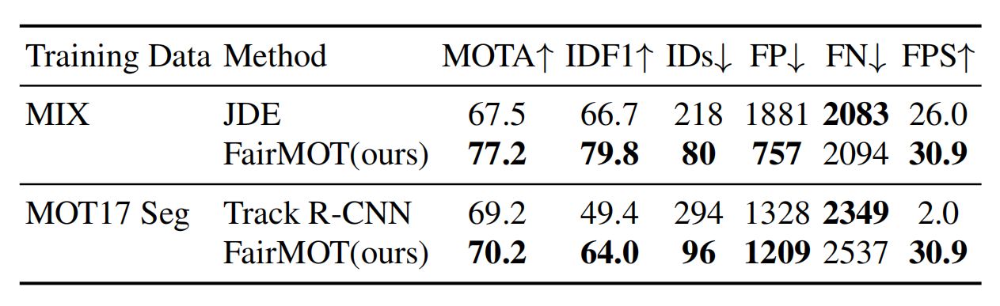 Training Data Method MOTA↑ IDF1↑ IDs↓ FP↓ FN↓ FPS↑
MIX JDE 67.5 66.7 218 1881 2083 26.0
FairMOT(ours) 77.2 79.8 80 757 2094 30.9
MOT17 Seg Track R-CNN 69.2 49.4 294 1328 2349 2.0
FairMOT(ours) 70.2 64.0 96 1209 2537 30.9